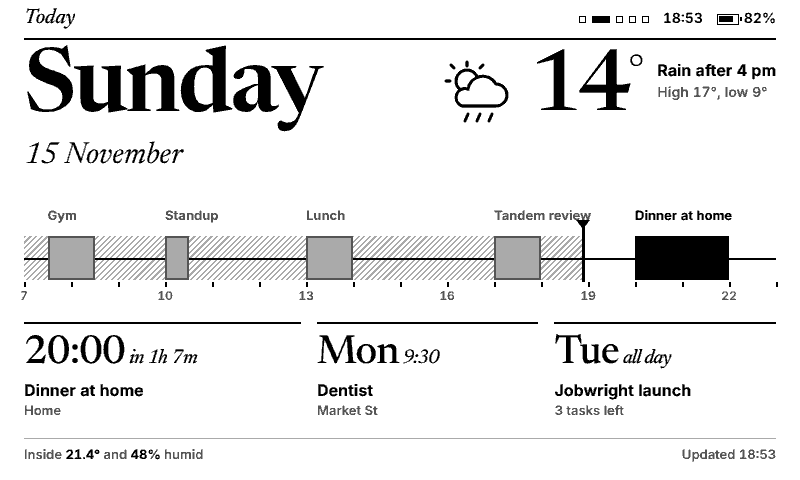 Today
18:53 82%
Sunday
14°
Rain after 4 pm
High 17°, low 9°
15 November
Gym Standup Lunch Tandem review Dinner at home
7 10 13 16 19 22
20:00 in 1h 7m
Dinner at home
Home
Mon 9:30
Dentist
Market St
Tue all day
Jobwright launch
3 tasks left
Inside 21.4° and 48% humid
Updated 18:53